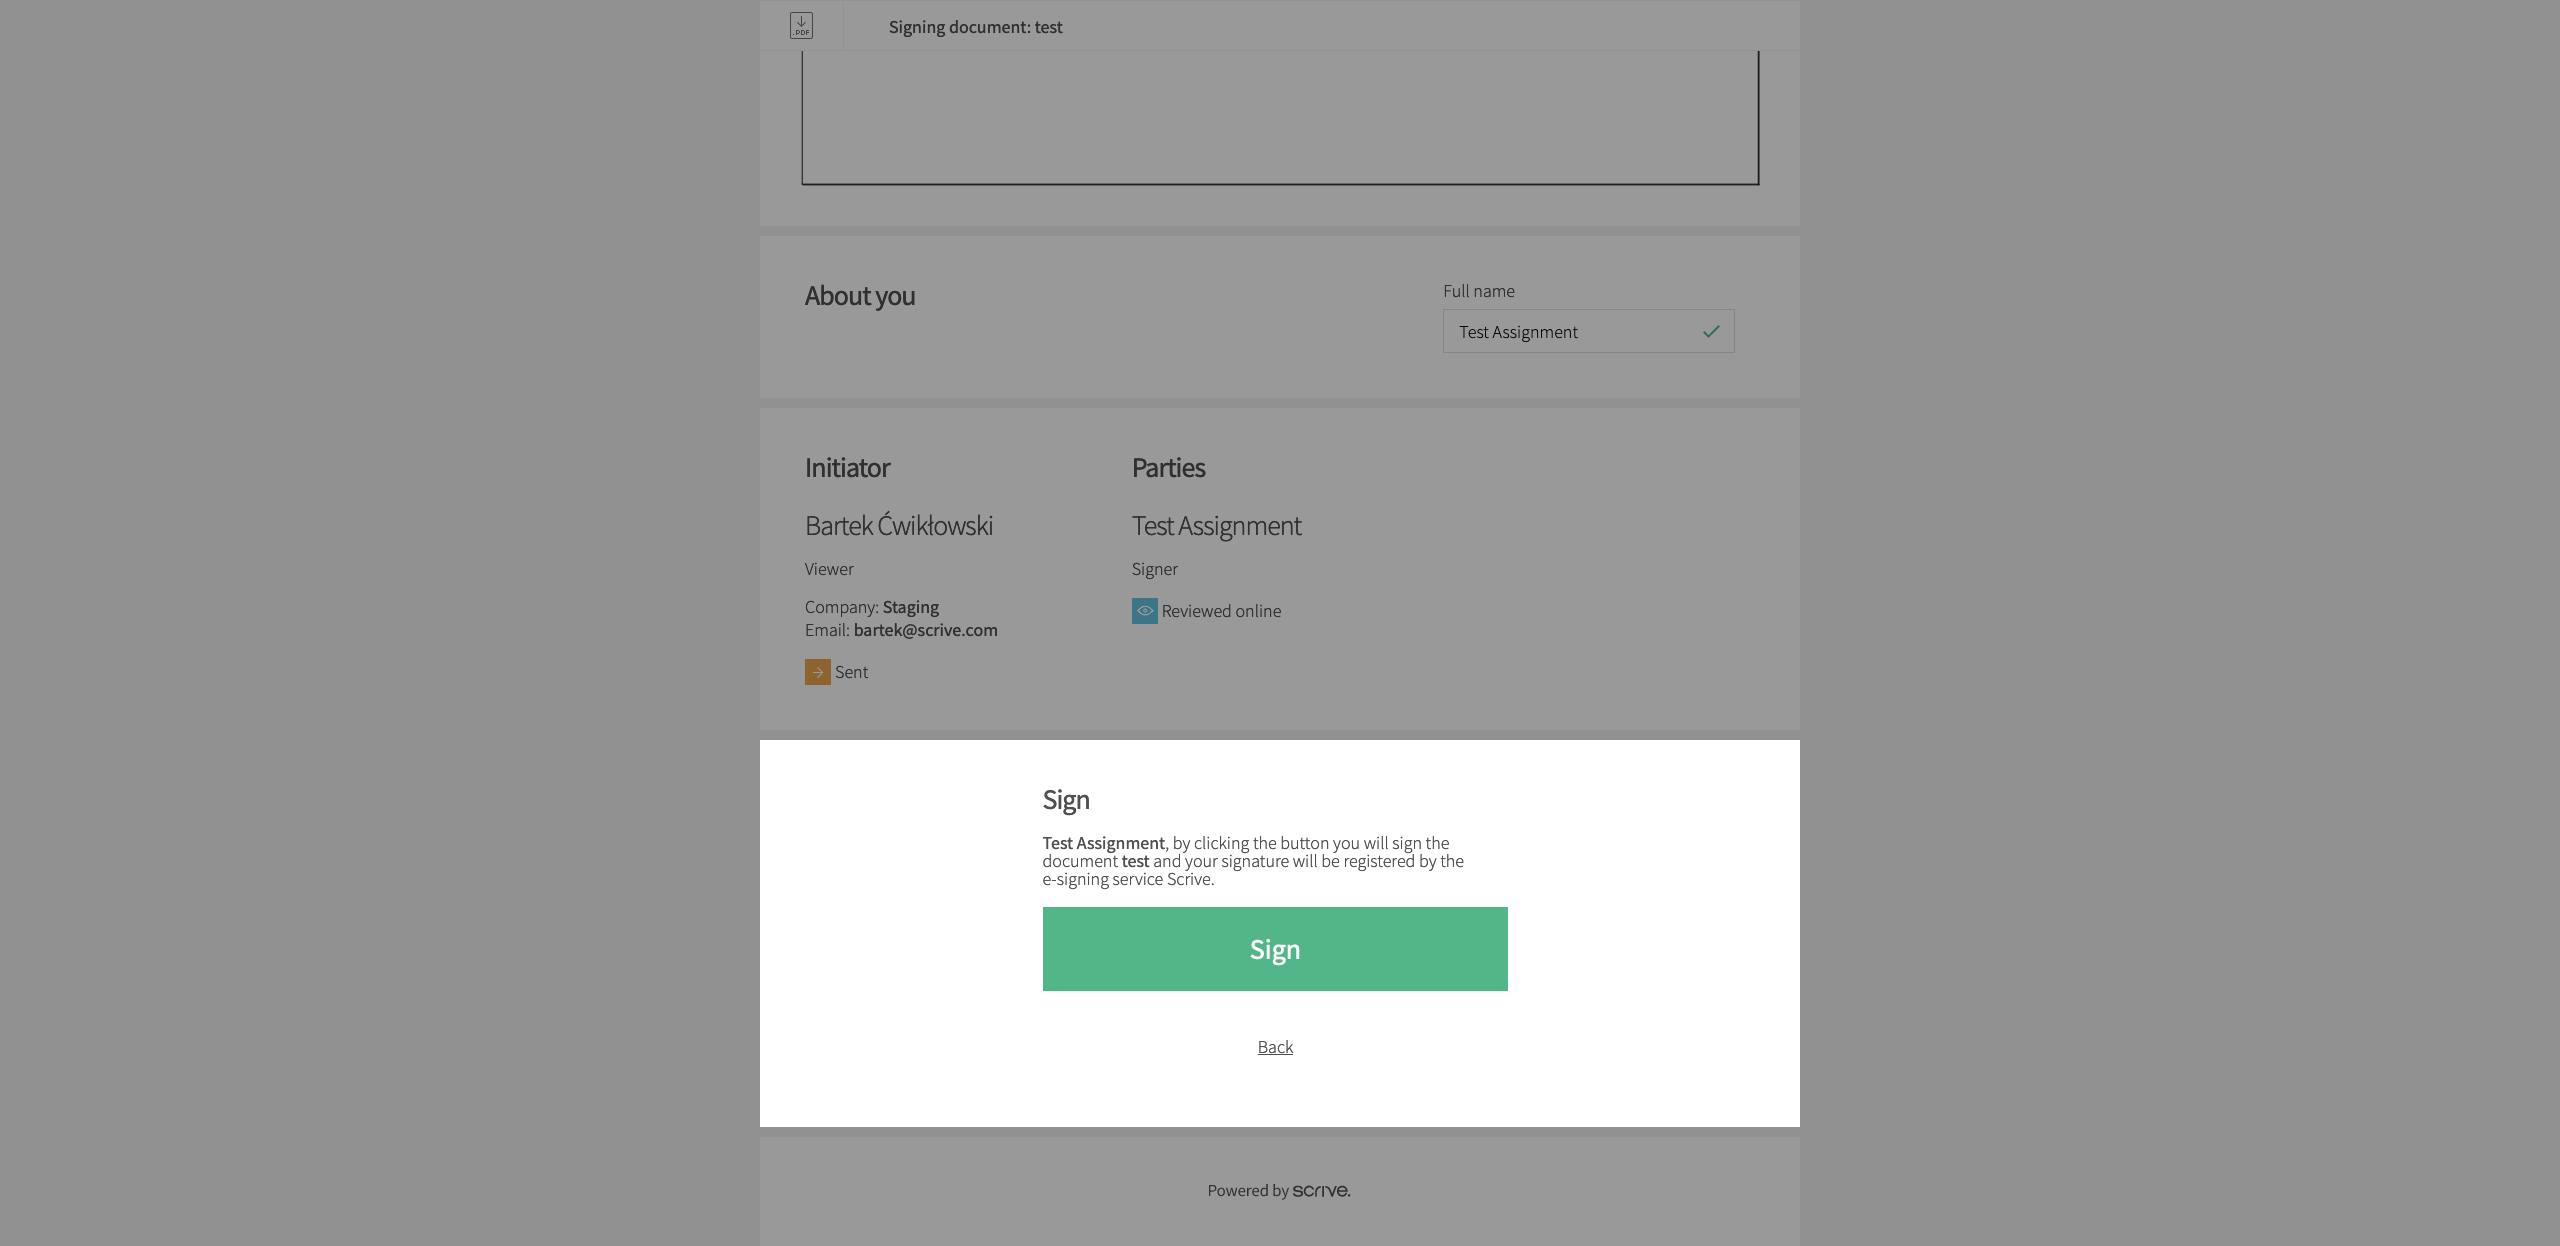 .PDF
Signing document: test
About you
Full name
Test Assignment
Initiator
Bartek Ćwikłowski
Viewer
Company: Staging
Email: bartek@scrive.com
Sent
Parties
Test Assignment
Signer
Reviewed online
Sign
Test Assignment, by clicking the button you will sign the
document test and your signature will be registered by the
e-signing service Scrive.
Sign
Back
Powered by scrive.